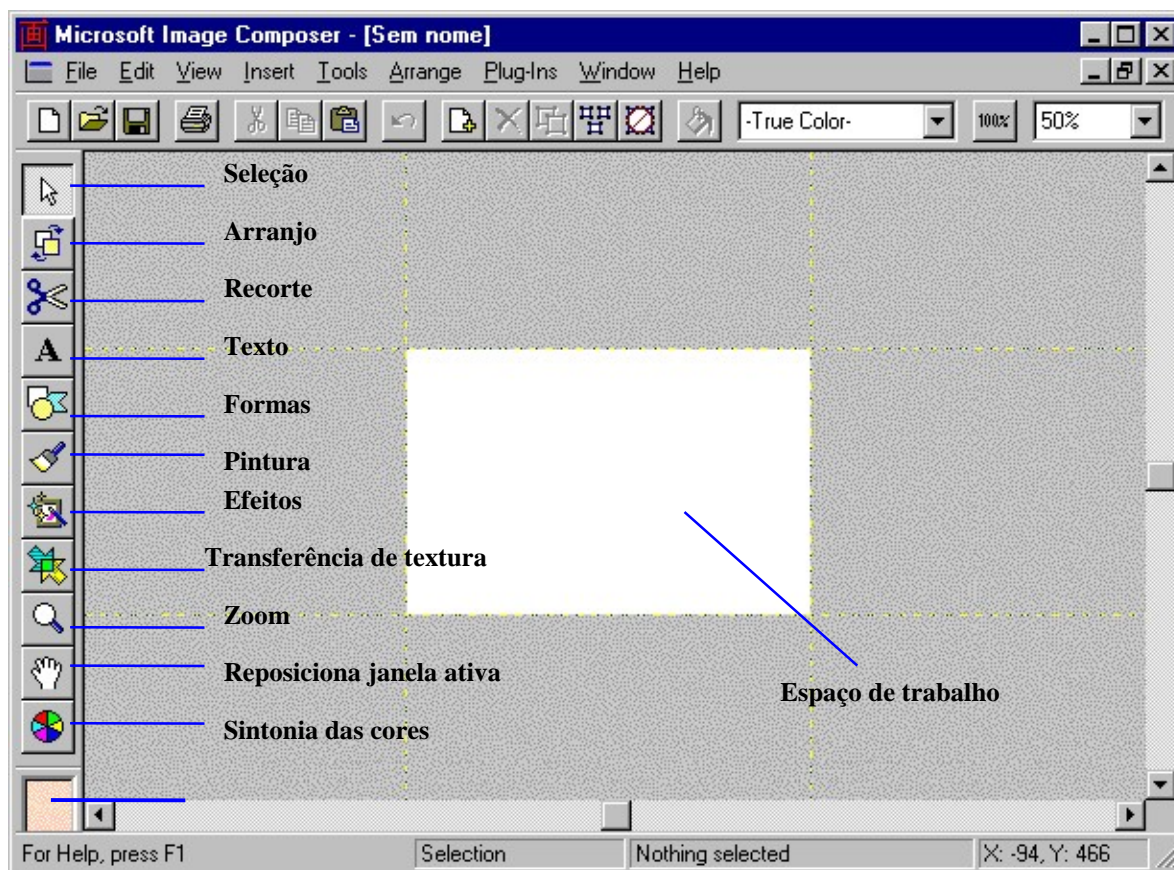 Microsoft Image Composer - [Sem nome]
File Edit View Insert Tools Arrange Plug-Ins Window Help
-True Color- 100% 50%
Seleção
Arranjo
Recorte
A Texto
Formas
Pintura
Efeitos
Transferência de textura
Zoom
Reposiciona janela ativa
Espaço de trabalho
Sintonia das cores
For Help, press F1 Selection Nothing selected X: -94, Y: 466